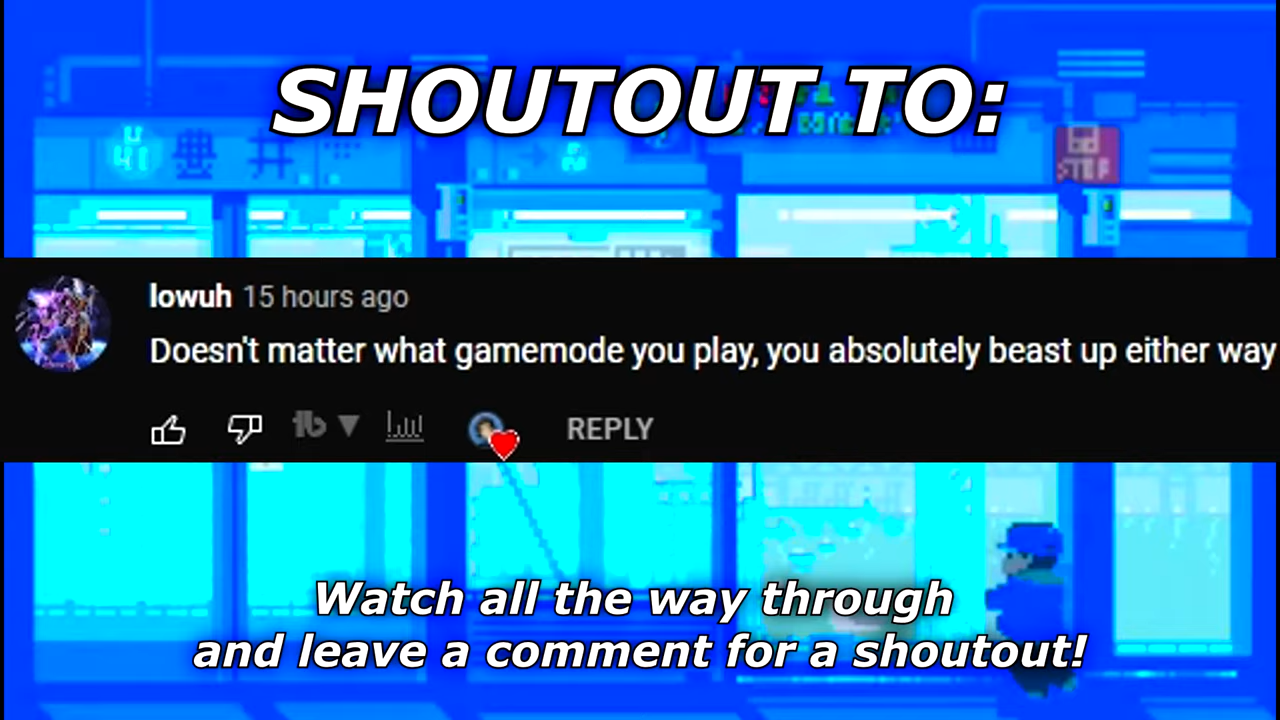 SHOUTOUT TO:
STEF
lowuh 15 hours ago
Doesn't matter what gamemode you play, you absolutely beast up either way
REPLY
Watch all the way through
and leave a comment for a shoutout!